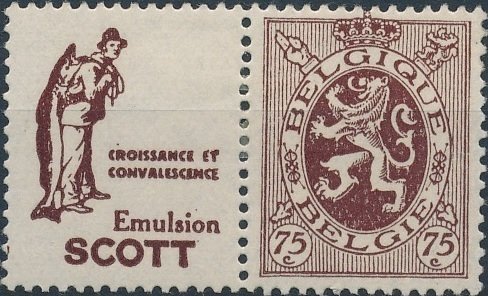 CROISSANCE ET
CONVALESCENCE
Emulsion
SCOTT
BELGIQUE
BELGIË
75 c
75 c